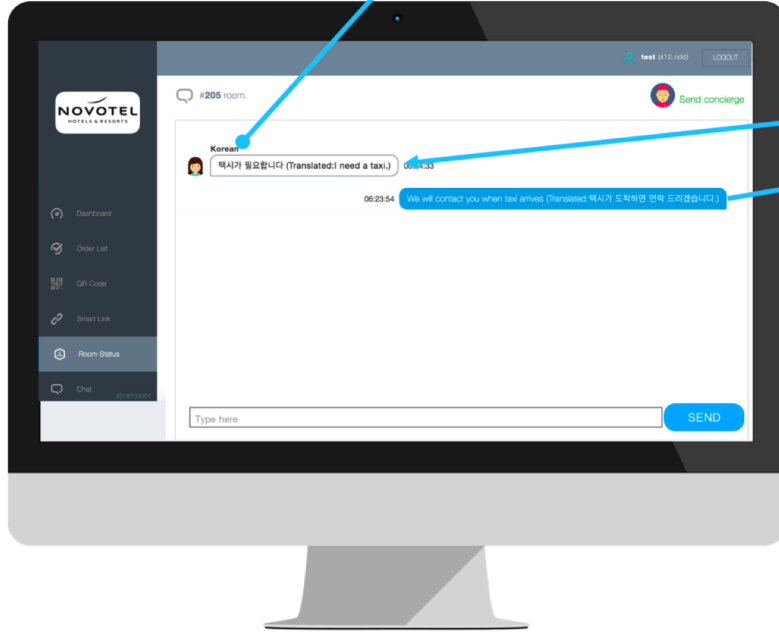 test (a12.ndd)
LOGOUT
NOVOTEL
HOTELS & RESORTS
#205 room.
Send concierge
Korean
택시가 필요합니다 (Translated:I need a taxi.)
06:23:54
We will contact you when taxi arrives (Translated:택시가 도착하면 연락 드리겠습니다.)
Dashboard
Order List
QR Code
Smart Link
Room Status
Chat
Type here
SEND